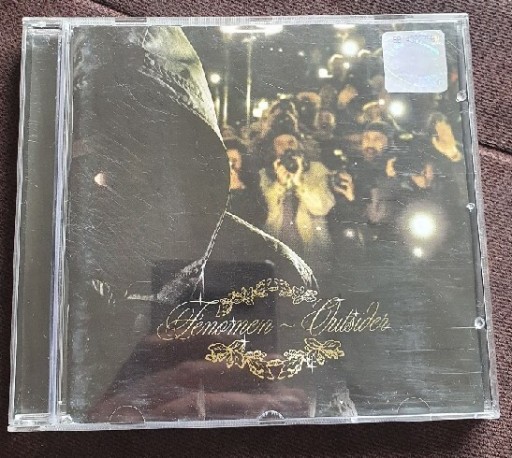 Fenomen ~ Outsider